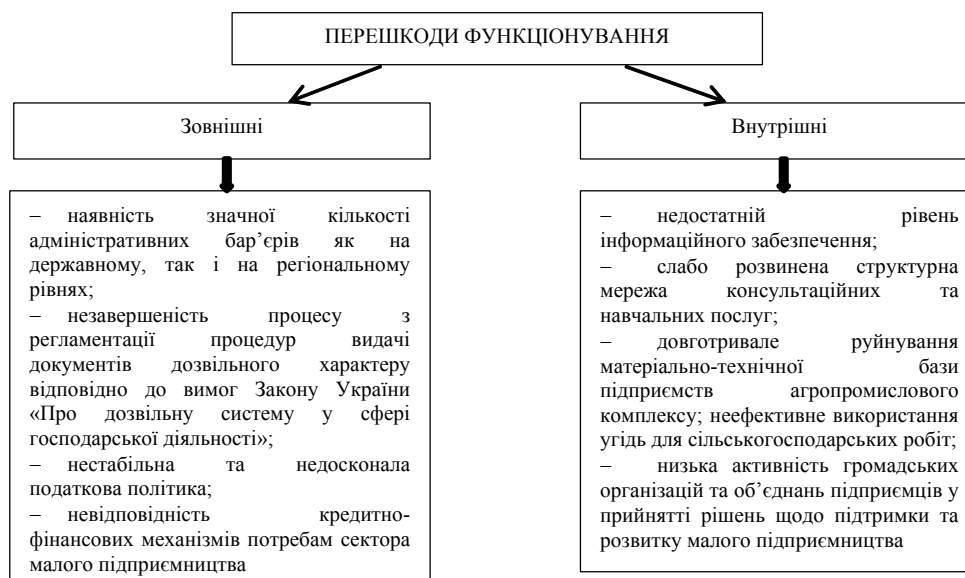 ПЕРЕШКОДИ ФУНКЦІОНУВАННЯ
Зовнішні
– наявність значної кількості
адміністративних бар’єрів як на
державному, так і на регіональному
рівнях;
– незавершеність процесу з
регламентації процедур видачі
документів дозвільного характеру
відповідно до вимог Закону України
«Про дозвільну систему у сфері
господарської діяльності»;
– нестабільна та недосконала
податкова політика;
– невідповідність кредитно-
фінансових механізмів потребам сектора
малого підприємництва
Внутрішні
– недостатній рівень
інформаційного забезпечення;
– слабо розвинена структурна
мережа консультаційних та
навчальних послуг;
– довготривале руйнування
матеріально-технічної бази
підприємств агропромислового
комплексу; неефективне використання
угідь для сільськогосподарських робіт;
– низька активність громадських
організацій та об’єднань підприємців у
прийнятті рішень щодо підтримки та
розвитку малого підприємництва